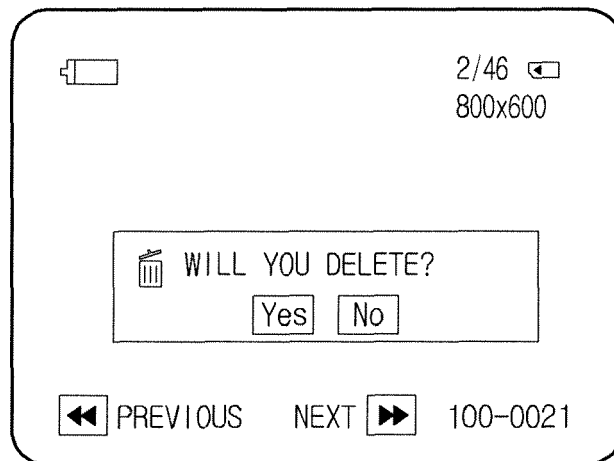 2/46
800x600
WILL YOU DELETE?
Yes No
PREVIOUS NEXT 100-0021